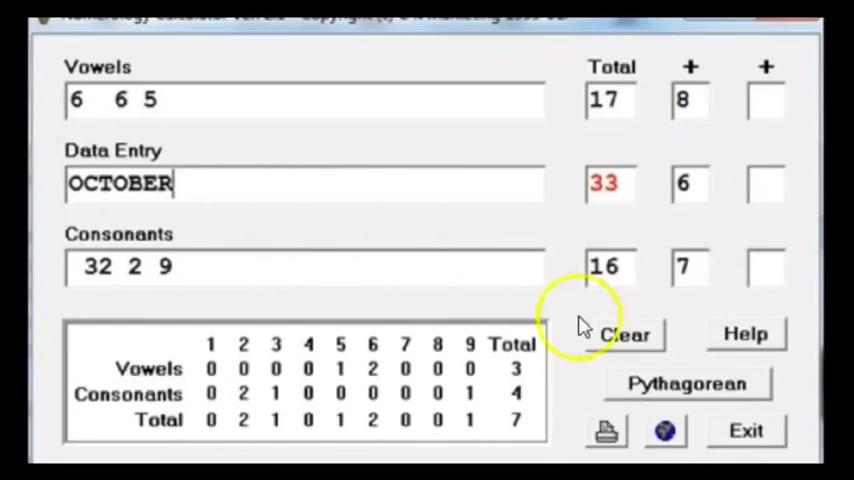 Vowels Total + +
6 6 5 17 8
Data Entry
OCTOBER 33 6
Consonants
32 2 9 16 7
1 2 3 4 5 6 7 8 9 Total
Vowels 0 0 0 0 1 2 0 0 0 3
Consonants 0 2 1 0 0 0 0 0 1 4
Total 0 2 1 0 1 2 0 0 1 7
Clear Help
Pythagorean
Exit